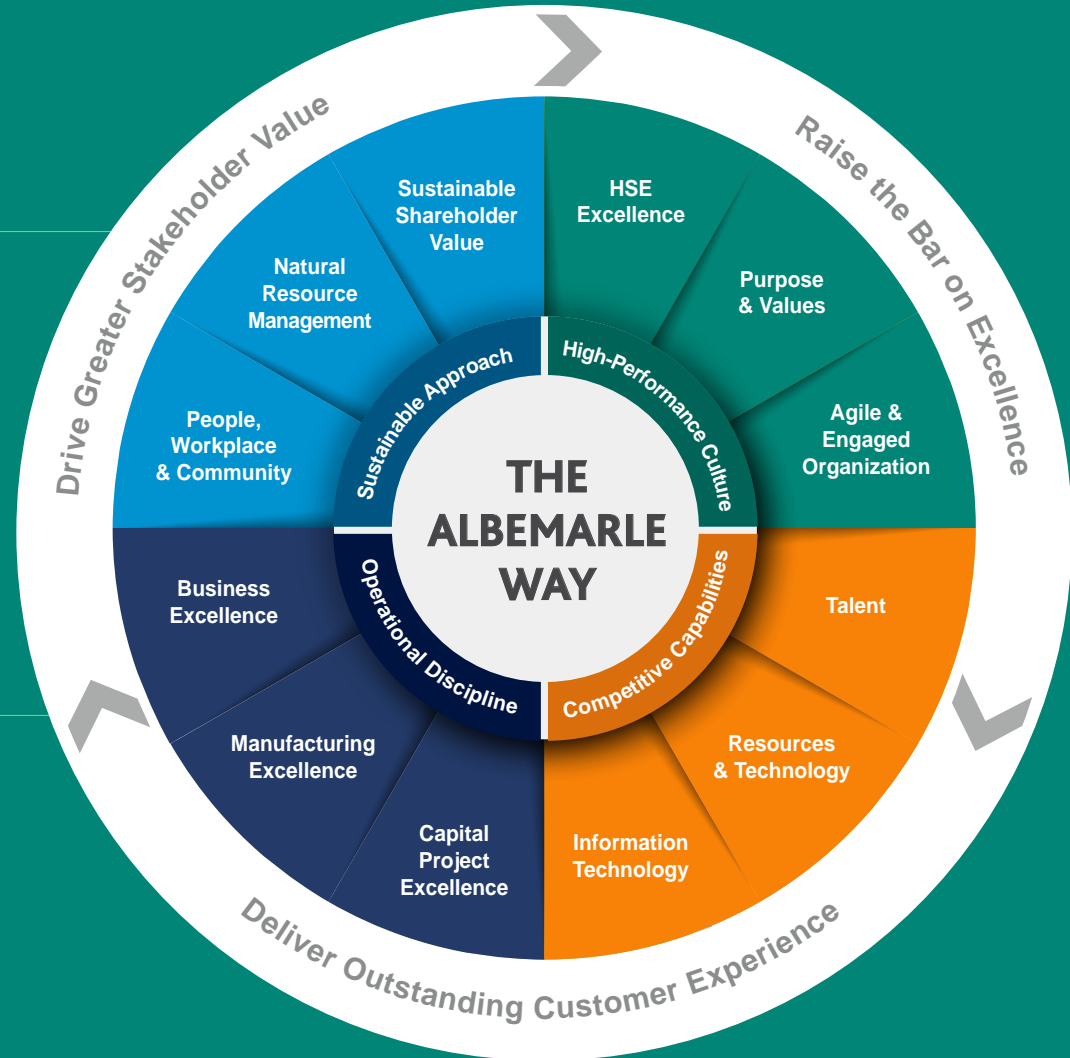 Drive Greater Stakeholder Value
Raise the Bar on Excellence
Deliver Outstanding Customer Experience
THE
ALBEMARLE
WAY
High-Performance Culture
HSE
Excellence
Purpose
& Values
Agile &
Engaged
Organization
Competitive Capabilities
Talent
Resources
& Technology
Information
Technology
Operational Discipline
Capital
Project
Excellence
Manufacturing
Excellence
Business
Excellence
Sustainable Approach
People,
Workplace
& Community
Natural
Resource
Management
Sustainable
Shareholder
Value